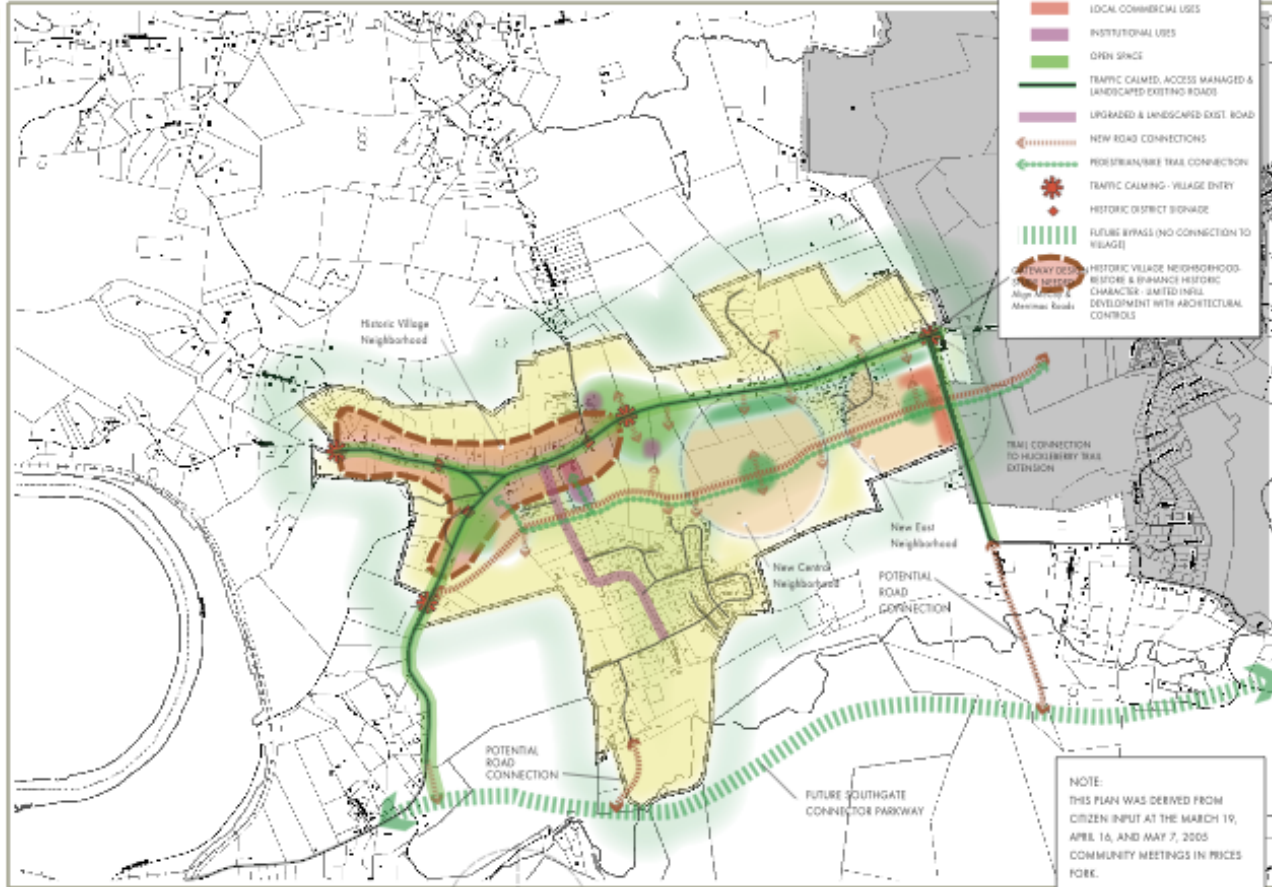 LOCAL COMMERCIAL USES
INSTITUTIONAL USES
OPEN SPACE
TRAFFIC CALMED, ACCESS MANAGED &
LANDSCAPED EXISTING ROADS
UPGRADED & LANDSCAPED EXIST. ROAD
NEW ROAD CONNECTIONS
PEDESTRIAN/BIKE TRAIL CONNECTION
TRAFFIC CALMING - VILLAGE ENTRY
HISTORIC DISTRICT SIGNAGE
FUTURE BYPASS (NO CONNECTION TO
VILLAGE)
HISTORIC VILLAGE NEIGHBORHOOD-
RESTORE & ENHANCE HISTORIC
CHARACTER - LIMITED INFILL
DEVELOPMENT WITH ARCHITECTURAL
CONTROLS
GATEWAY DESIGN
Align &
Merrimac Roads
Historic Village
Neighborhood
TRAIL CONNECTION
TO HUCKLEBERRY TRAIL
EXTENSION
New East
Neighborhood
New Central
Neighborhood
POTENTIAL
ROAD
CONNECTION
POTENTIAL
ROAD
CONNECTION
FUTURE SOUTHGATE
CONNECTOR PARKWAY
NOTE:
THIS PLAN WAS DERIVED FROM
CITIZEN INPUT AT THE MARCH 19,
APRIL 16, AND MAY 7, 2005
COMMUNITY MEETINGS IN PRICES
FORK.